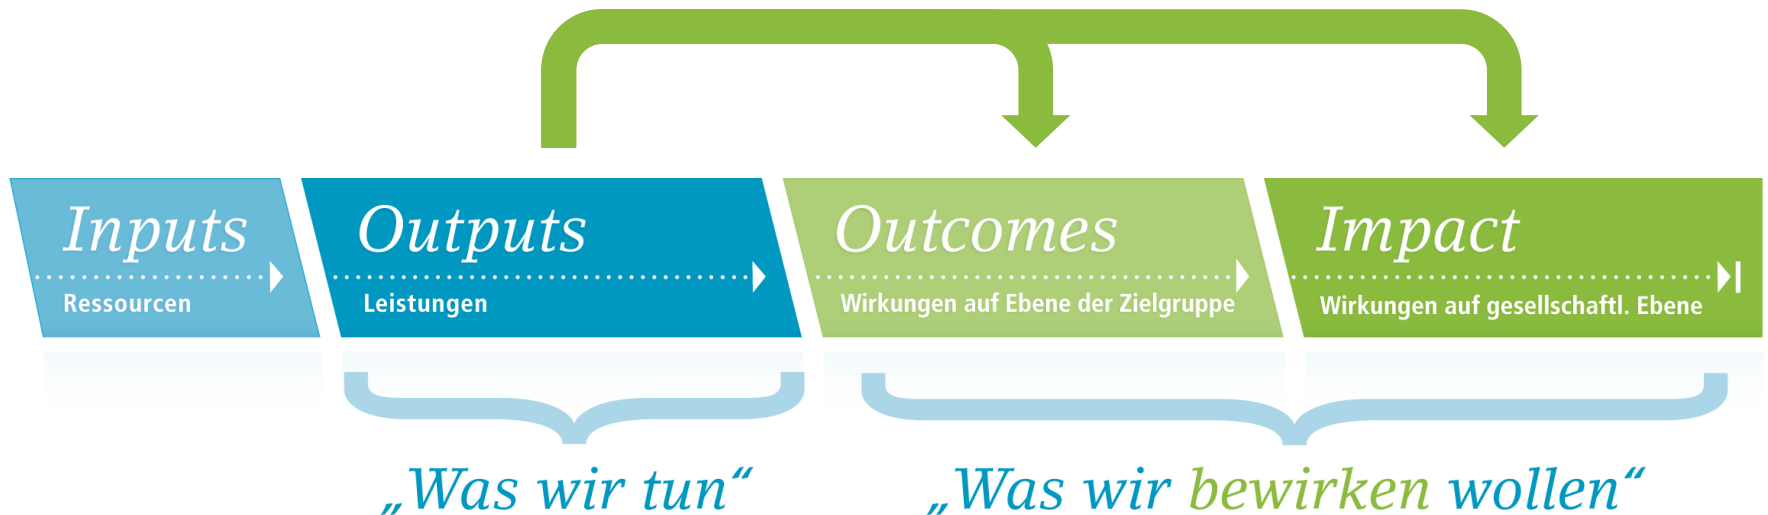 Inputs
Ressourcen
Outputs
Leistungen
Outcomes
Wirkungen auf Ebene der Zielgruppe
Impact
Wirkungen auf gesellschaftl. Ebene
„Was wir tun“
„Was wir bewirken wollen“